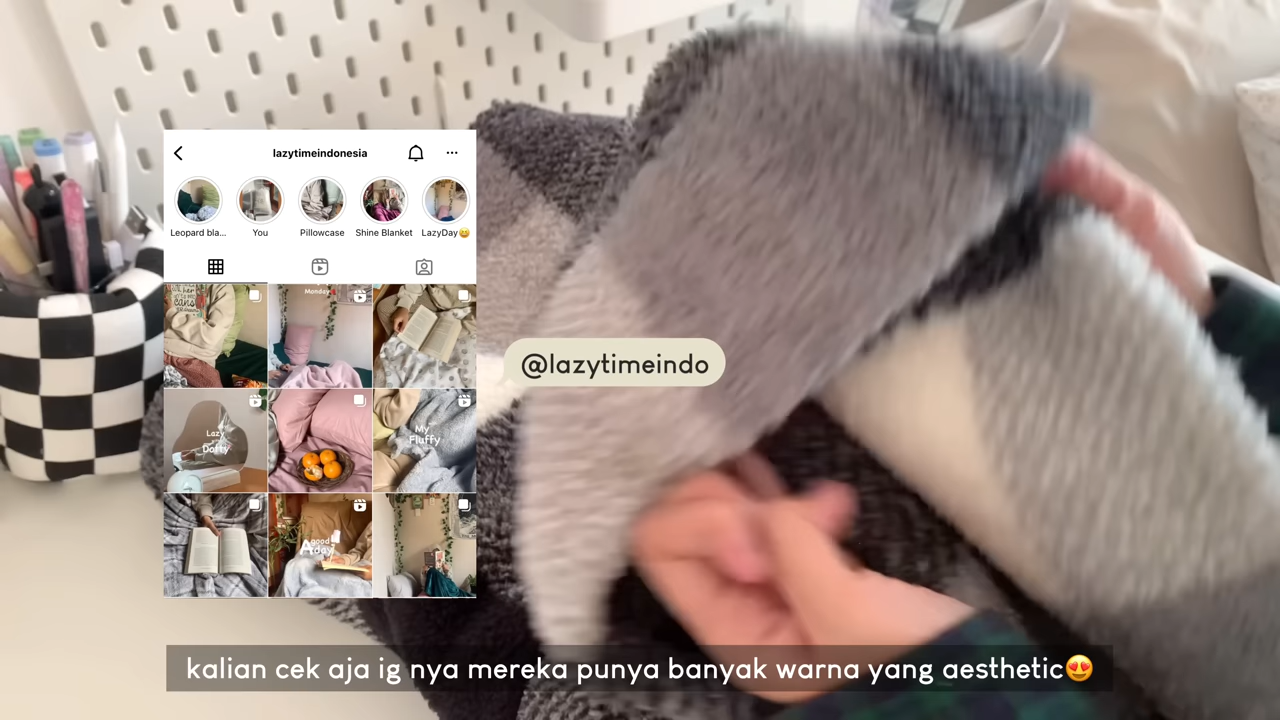 lazytimeindonesia
Leopard bla...
You
Pillowcase
Shine Blanket
LazyDay😄
Monday
Lazy
Dafty
My
Fluffy
A good
day
@lazytimeindo
kalian cek aja ig nya mereka punya banyak warna yang aesthetic😍